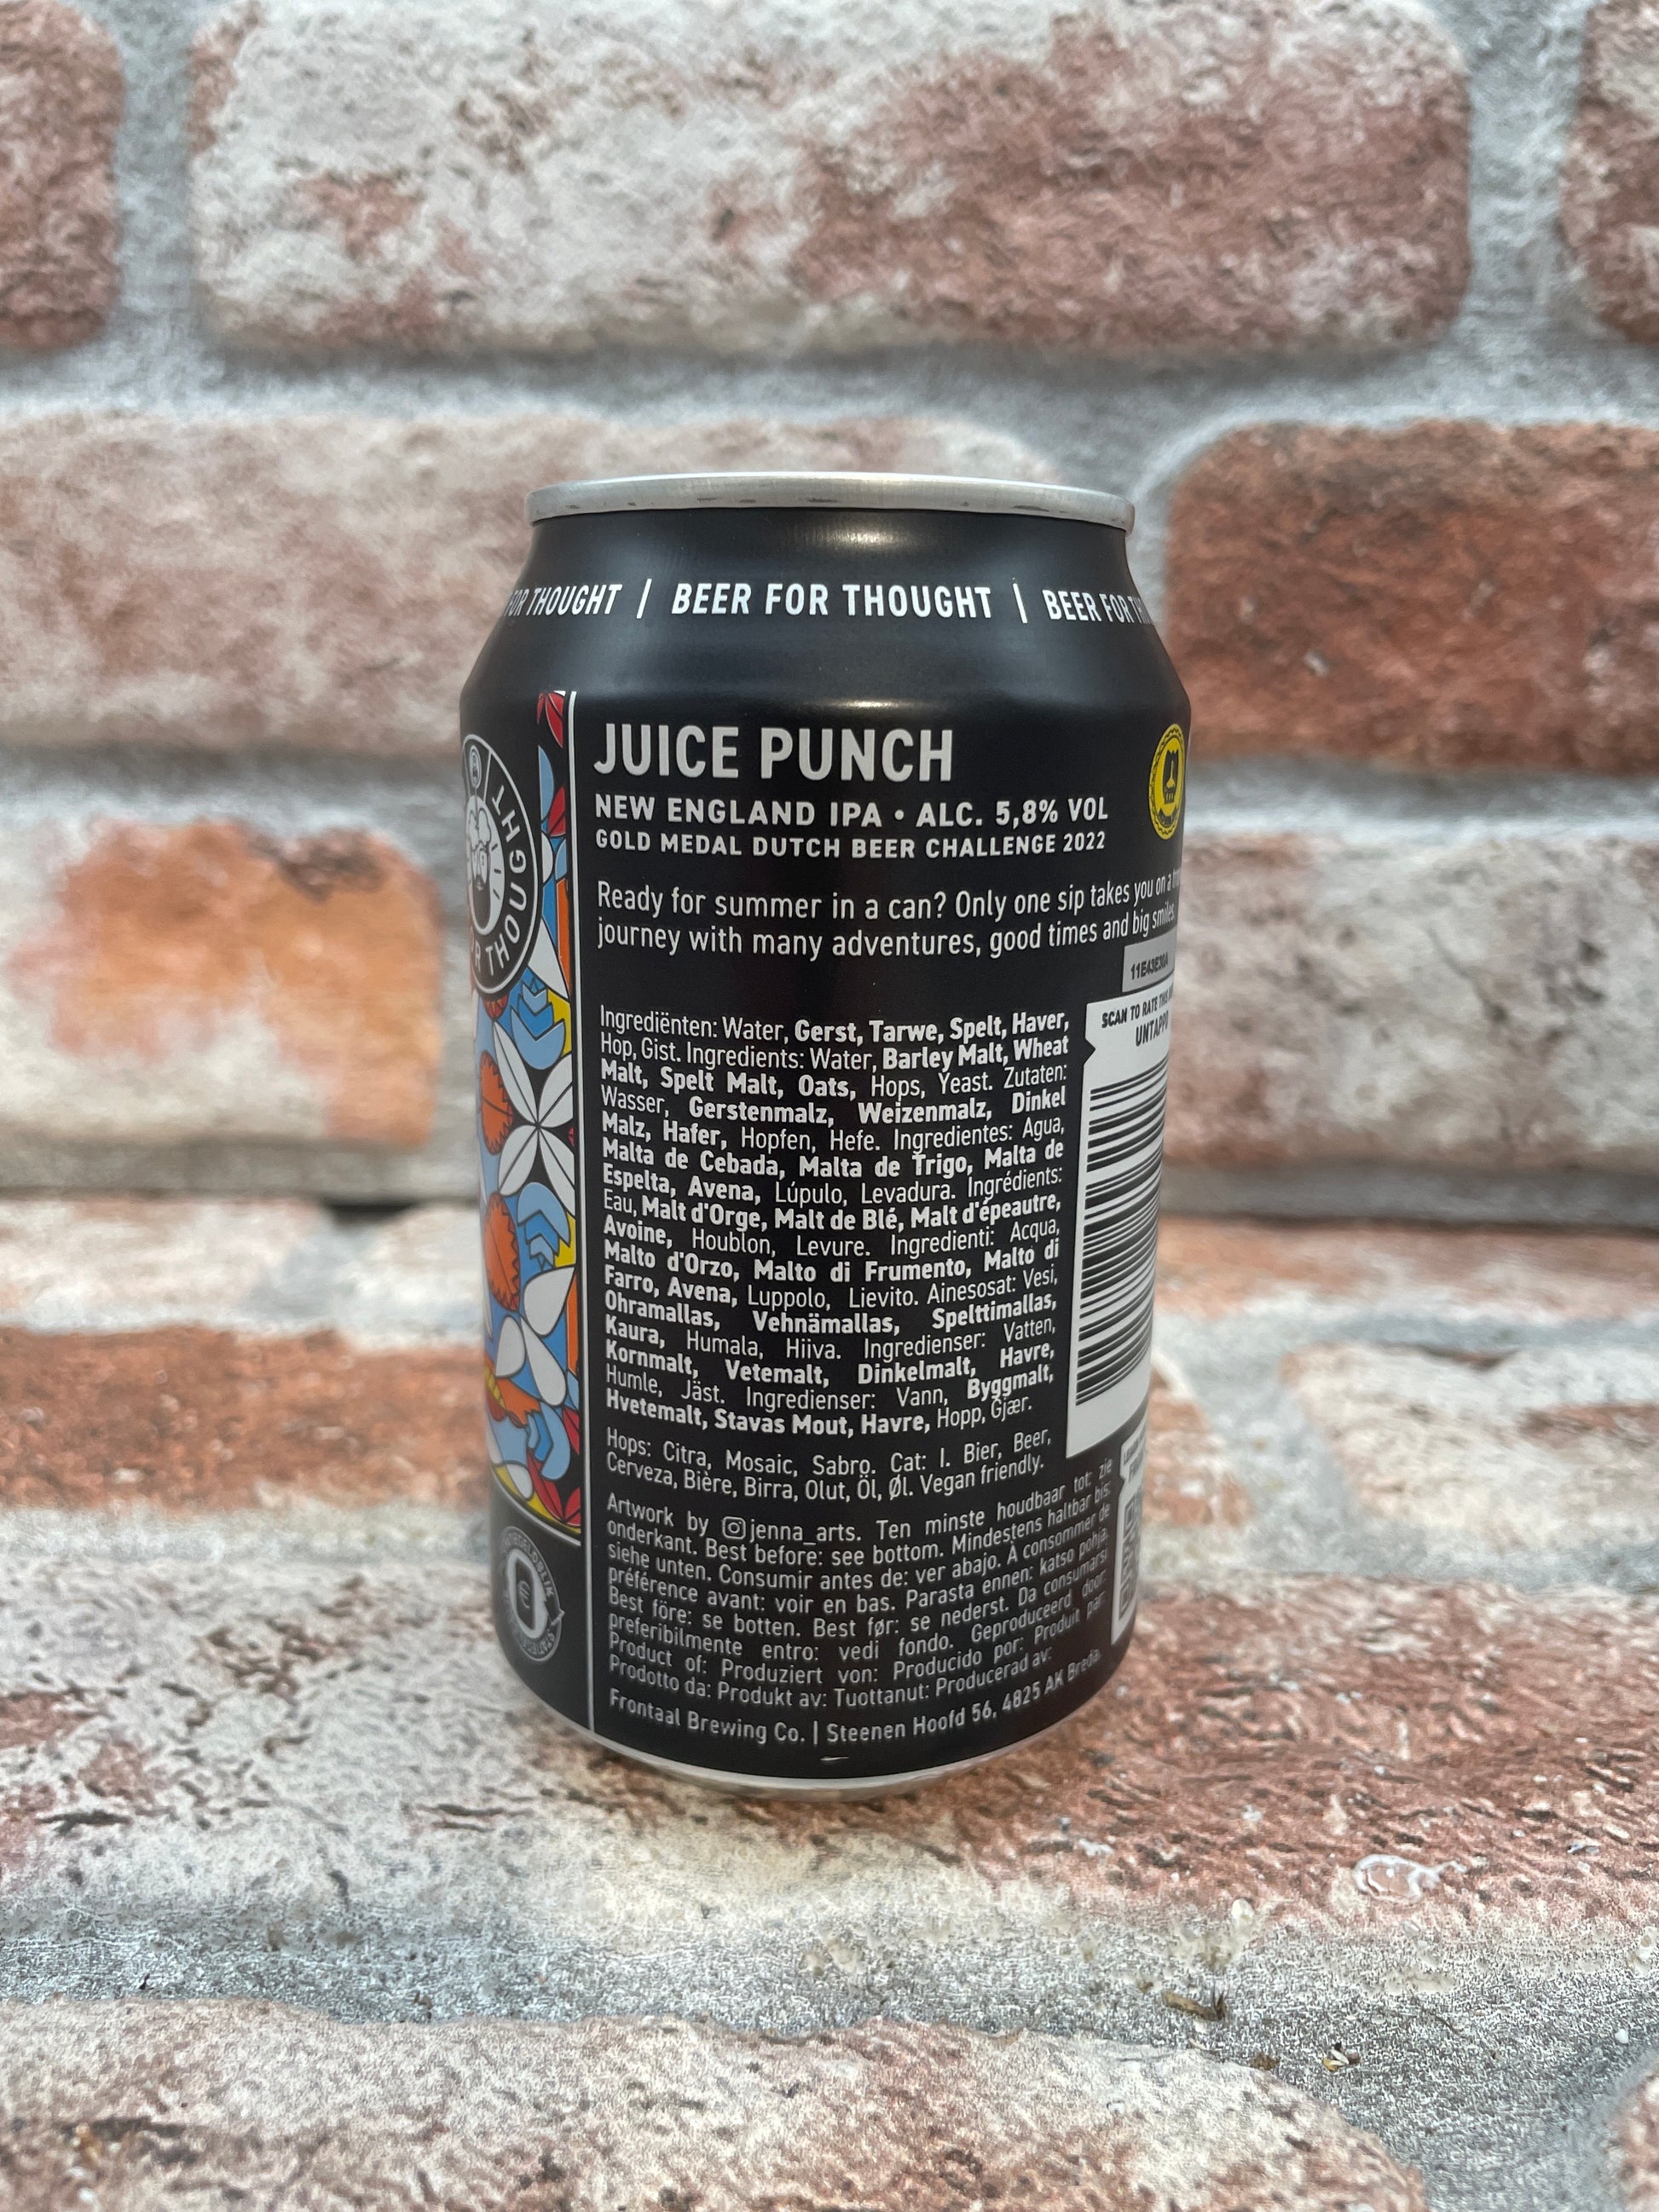 FOR THOUGHT | BEER FOR THOUGHT | BEER FOR
THOUGHT
JUICE PUNCH
NEW ENGLAND IPA • ALC. 5,8% VOL
GOLD MEDAL DUTCH BEER CHALLENGE 2022
Ready for summer in a can? Only one sip takes you on a
journey with many adventures, good times and big smiles
11E43E30A
SCAN TO RATE THIS
UNTAPPD
Ingrediënten: Water, Gerst, Tarwe, Spelt, Haver,
Hop, Gist. Ingredients: Water, Barley Malt, Wheat
Malt, Spelt Malt, Oats, Hops, Yeast. Zutaten:
Wasser, Gerstenmalz, Weizenmalz, Dinkel
Malz, Hafer, Hopfen, Hefe. Ingredientes: Agua,
Malta de Cebada, Malta de Trigo, Malta de
Espelta, Avena, Lúpulo, Levadura. Ingrédients:
Eau, Malt d'Orge, Malt de Blé, Malt d'épeautre,
Avoine, Houblon, Levure. Ingredienti: Acqua,
Malto d'Orzo, Malto di Frumento, Malto di
Farro, Avena, Luppolo, Lievito. Ainesosat: Vesi,
Ohramallas, Vehnämallas, Spelttimallas,
Kaura, Humala, Hiiva. Ingredienser: Vatten,
Kornmalt, Vetemalt, Dinkelmalt, Havre,
Humle, Jäst. Ingredienser: Vann, Byggmalt,
Hvetemalt, Stavas Mout, Havre, Hopp, Gjær.
Hops: Citra, Mosaic, Sabro. Cat: I. Bier, Beer,
Cerveza, Bière, Birra, Olut, Öl, Øl. Vegan friendly.
Artwork by jenna_arts. Ten minste houdbaar tot: zie
onderkant. Best before: see bottom. Mindestens haltbar bis:
siehe unten. Consumir antes de: ver abajo. À consommer de
préférence avant: voir en bas. Parasta ennen: katso pohja.
Best före: se botten. Best før: se nederst. Da consumarsi
preferibilmente entro: vedi fondo. Geproduceerd door:
Product of: Produziert von: Producido por: Produit par:
Prodotto da: Produkt av: Tuottanut: Producerad av:
Frontaal Brewing Co. | Steenen Hoofd 56, 4825 AK Breda.